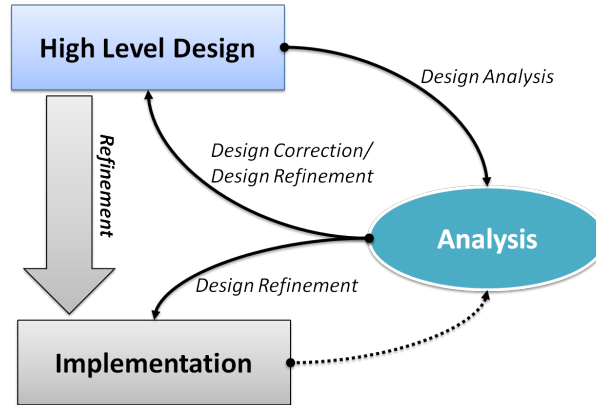 High Level Design
Design Analysis
Refinement
Design Correction/
Design Refinement
Analysis
Design Refinement
Implementation